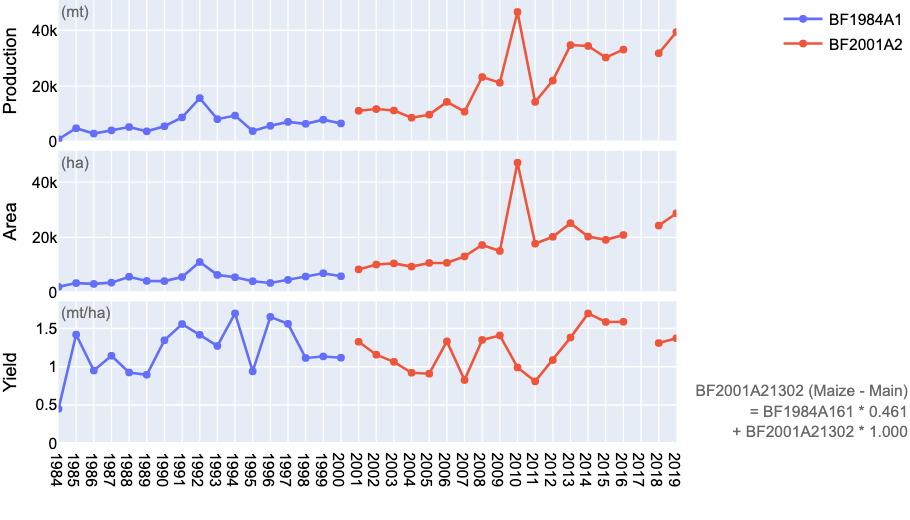 (mt)
Production
40k
20k
0
BF1984A1
BF2001A2
(ha)
Area
40k
20k
0
(mt/ha)
Yield
1.5
1
0.5
0
1984
1985
1986
1987
1988
1989
1990
1991
1992
1993
1994
1995
1996
1997
1998
1999
2000
2001
2002
2003
2004
2005
2006
2007
2008
2009
2010
2011
2012
2013
2014
2015
2016
2017
2018
2019
BF2001A21302 (Maize - Main)
= BF1984A161 * 0.461
+ BF2001A21302 * 1.000